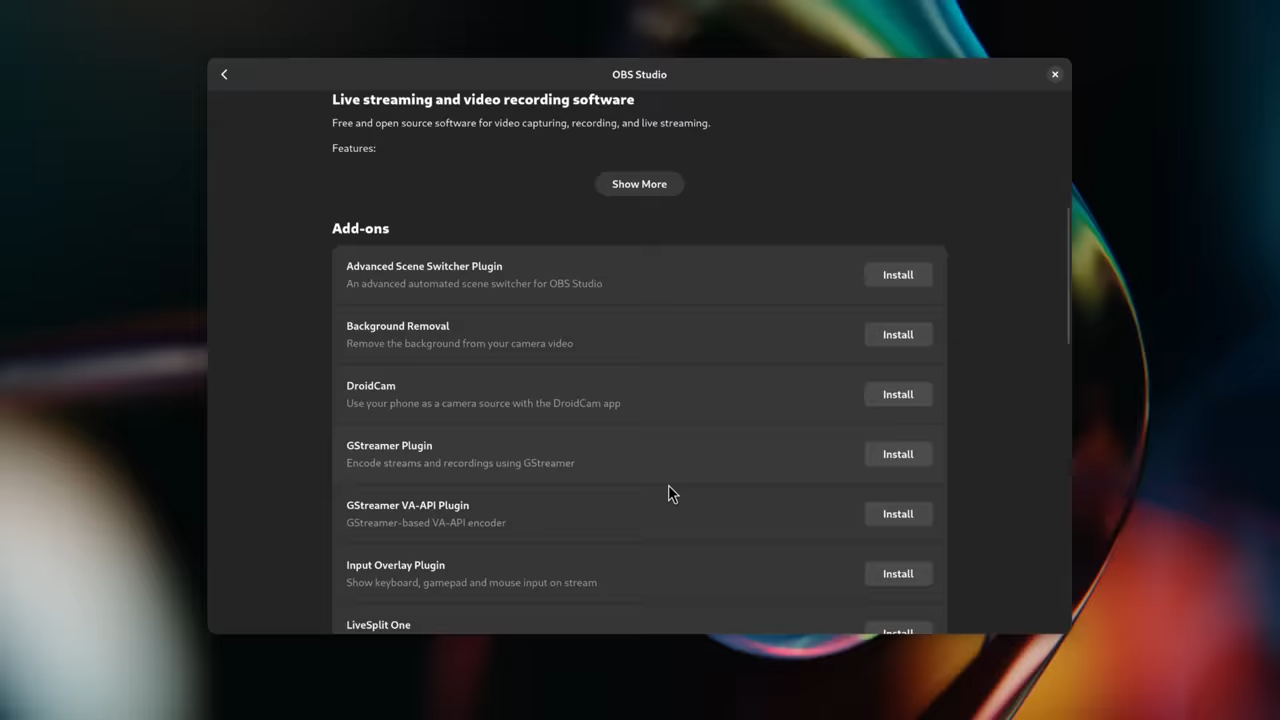 OBS Studio
Live streaming and video recording software
Free and open source software for video capturing, recording, and live streaming.
Features:
Show More
Add-ons
Advanced Scene Switcher Plugin
An advanced automated scene switcher for OBS Studio
Install
Background Removal
Remove the background from your camera video
Install
DroidCam
Use your phone as a camera source with the DroidCam app
Install
GStreamer Plugin
Encode streams and recordings using GStreamer
Install
GStreamer VA-API Plugin
GStreamer-based VA-API encoder
Install
Input Overlay Plugin
Show keyboard, gamepad and mouse input on stream
Install
LiveSplit One
Install